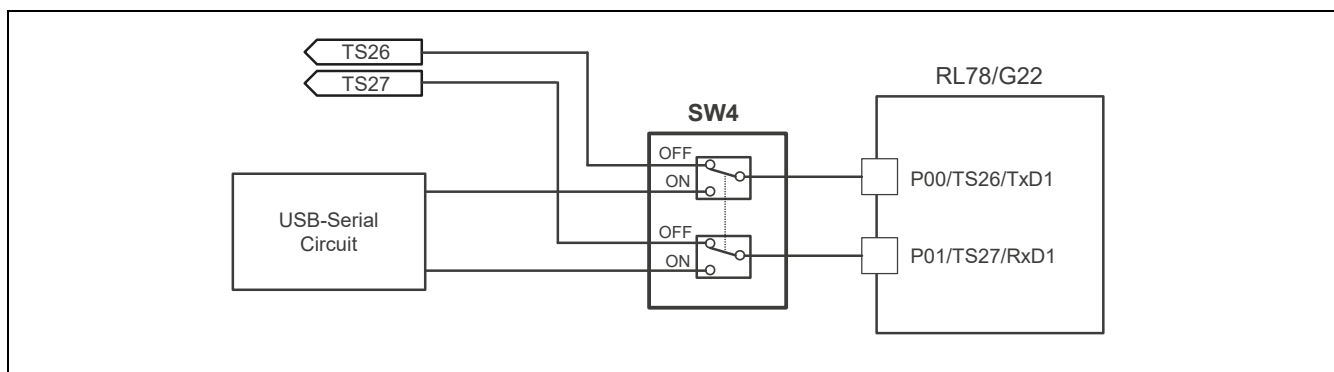 TS26
TS27
RL78/G22
SW4
OFF
ON
P00/TS26/TxD1
USB-Serial
Circuit
OFF
ON
P01/TS27/RxD1